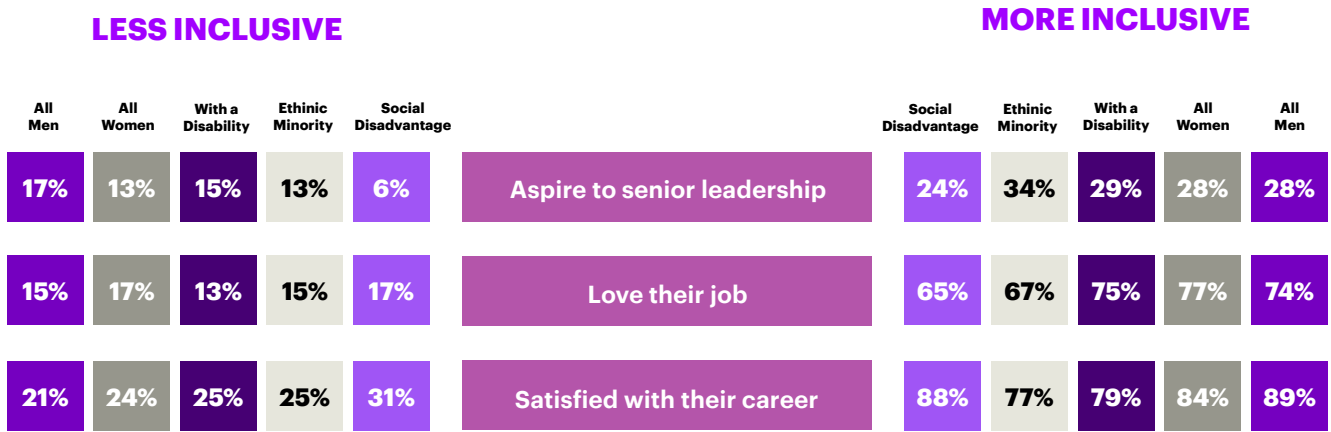 LESS INCLUSIVE
MORE INCLUSIVE
All Men
All Women
With a Disability
Ethinic Minority
Social Disadvantage
Social Disadvantage
Ethinic Minority
With a Disability
All Women
All Men
17% 13% 15% 13% 6% Aspire to senior leadership 24% 34% 29% 28% 28%
15% 17% 13% 15% 17% Love their job 65% 67% 75% 77% 74%
21% 24% 25% 25% 31% Satisfied with their career 88% 77% 79% 84% 89%